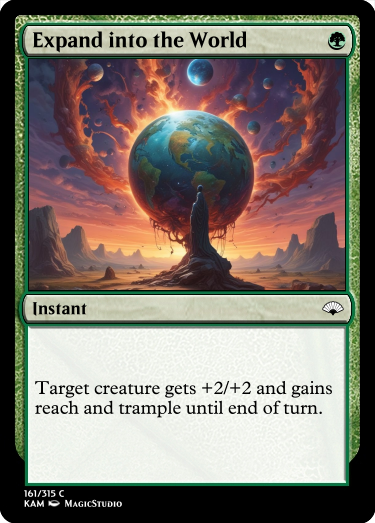 Expand into the World
Instant
Target creature gets +2/+2 and gains
reach and trample until end of turn.
161/315 C
KAM MagicStudio